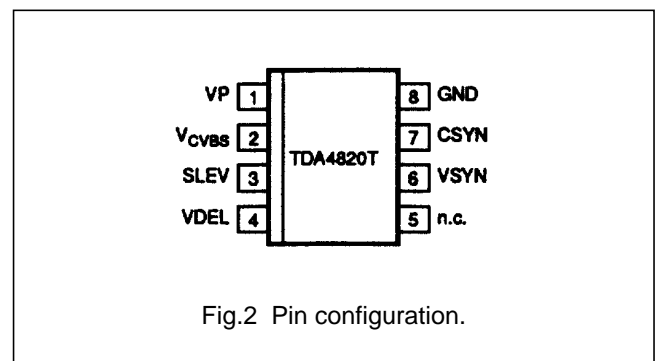 VP 1 8 GND
VCVBS 2 7 CSYN
TDA4820T
SLEV 3 6 VSYN
VDEL 4 5 n.c.
Fig.2 Pin configuration.